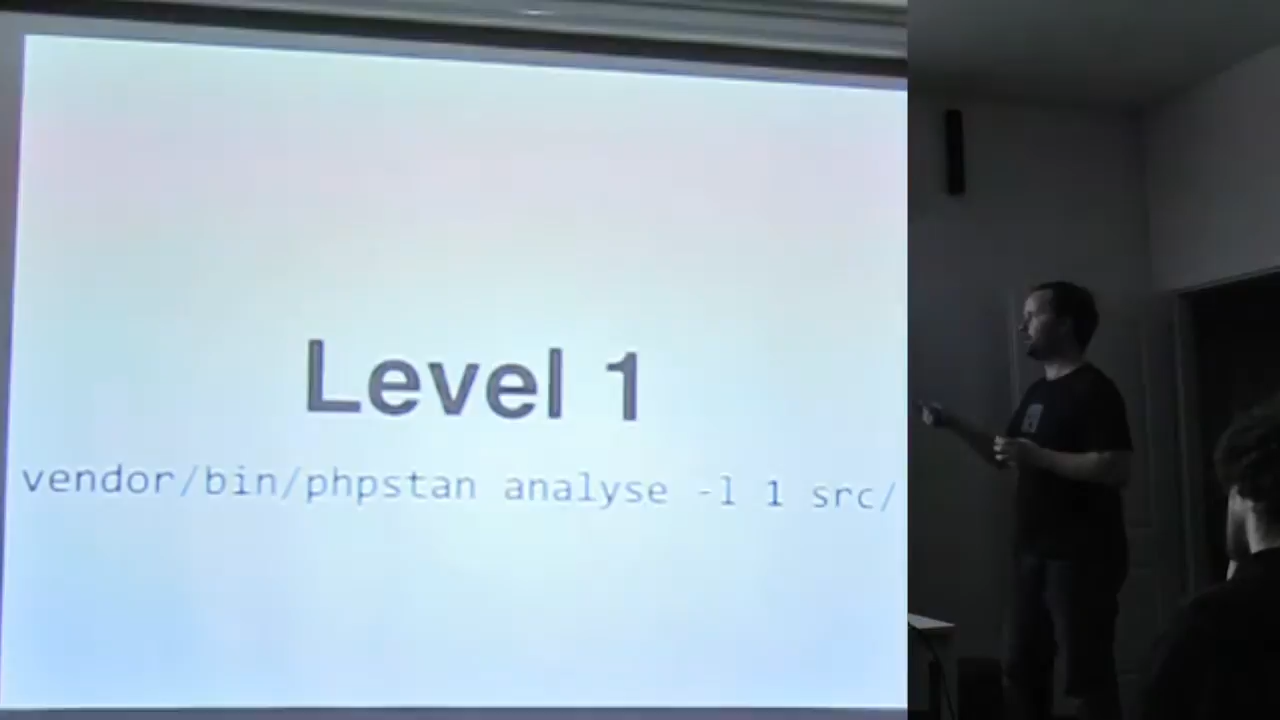 Level 1
vendor/bin/phpstan analyse -l 1 src/